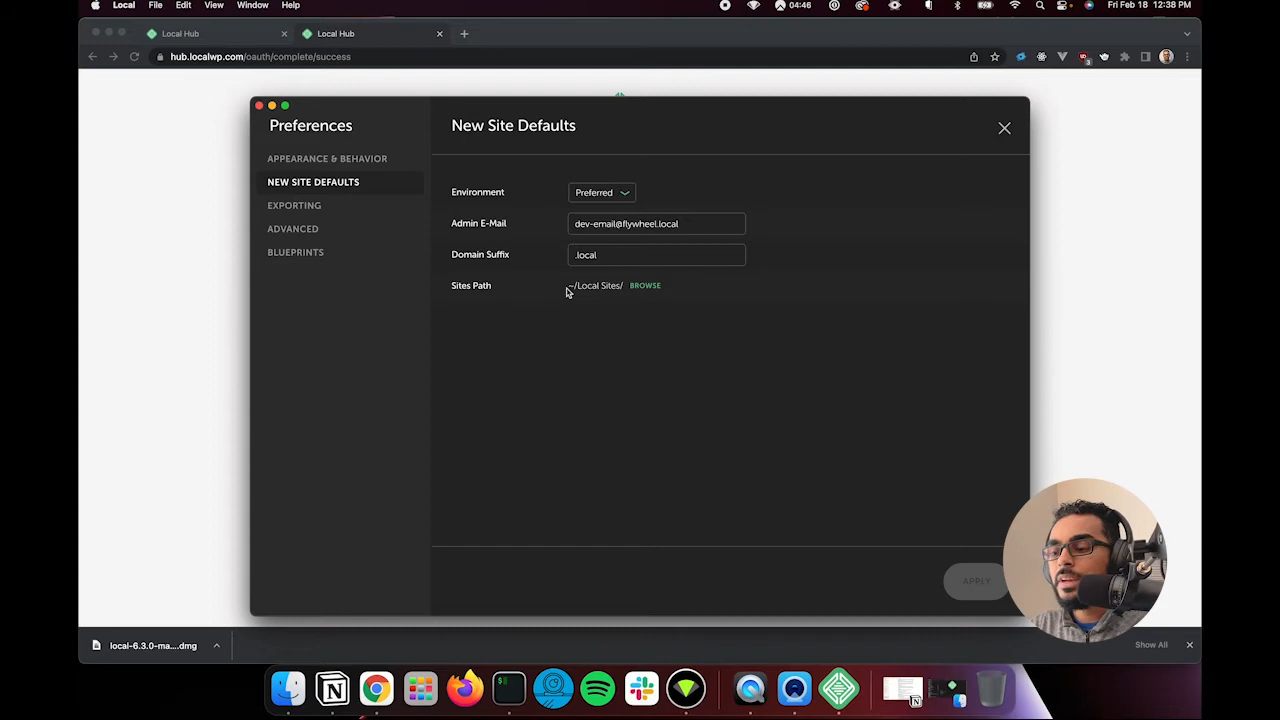 Local File Edit View Window Help 04:46 Fri Feb 18 12:38 PM
Local Hub Local Hub
hub.localwp.com/oauth/complete/success
3
Preferences
New Site Defaults
APPEARANCE & BEHAVIOR
NEW SITE DEFAULTS
EXPORTING
ADVANCED
BLUEPRINTS
Environment Preferred
Admin E-Mail dev-email@flywheel.local
Domain Suffix .local
Sites Path ~/Local Sites/ BROWSE
APPLY
local-6.3.0-ma....dmg Show All